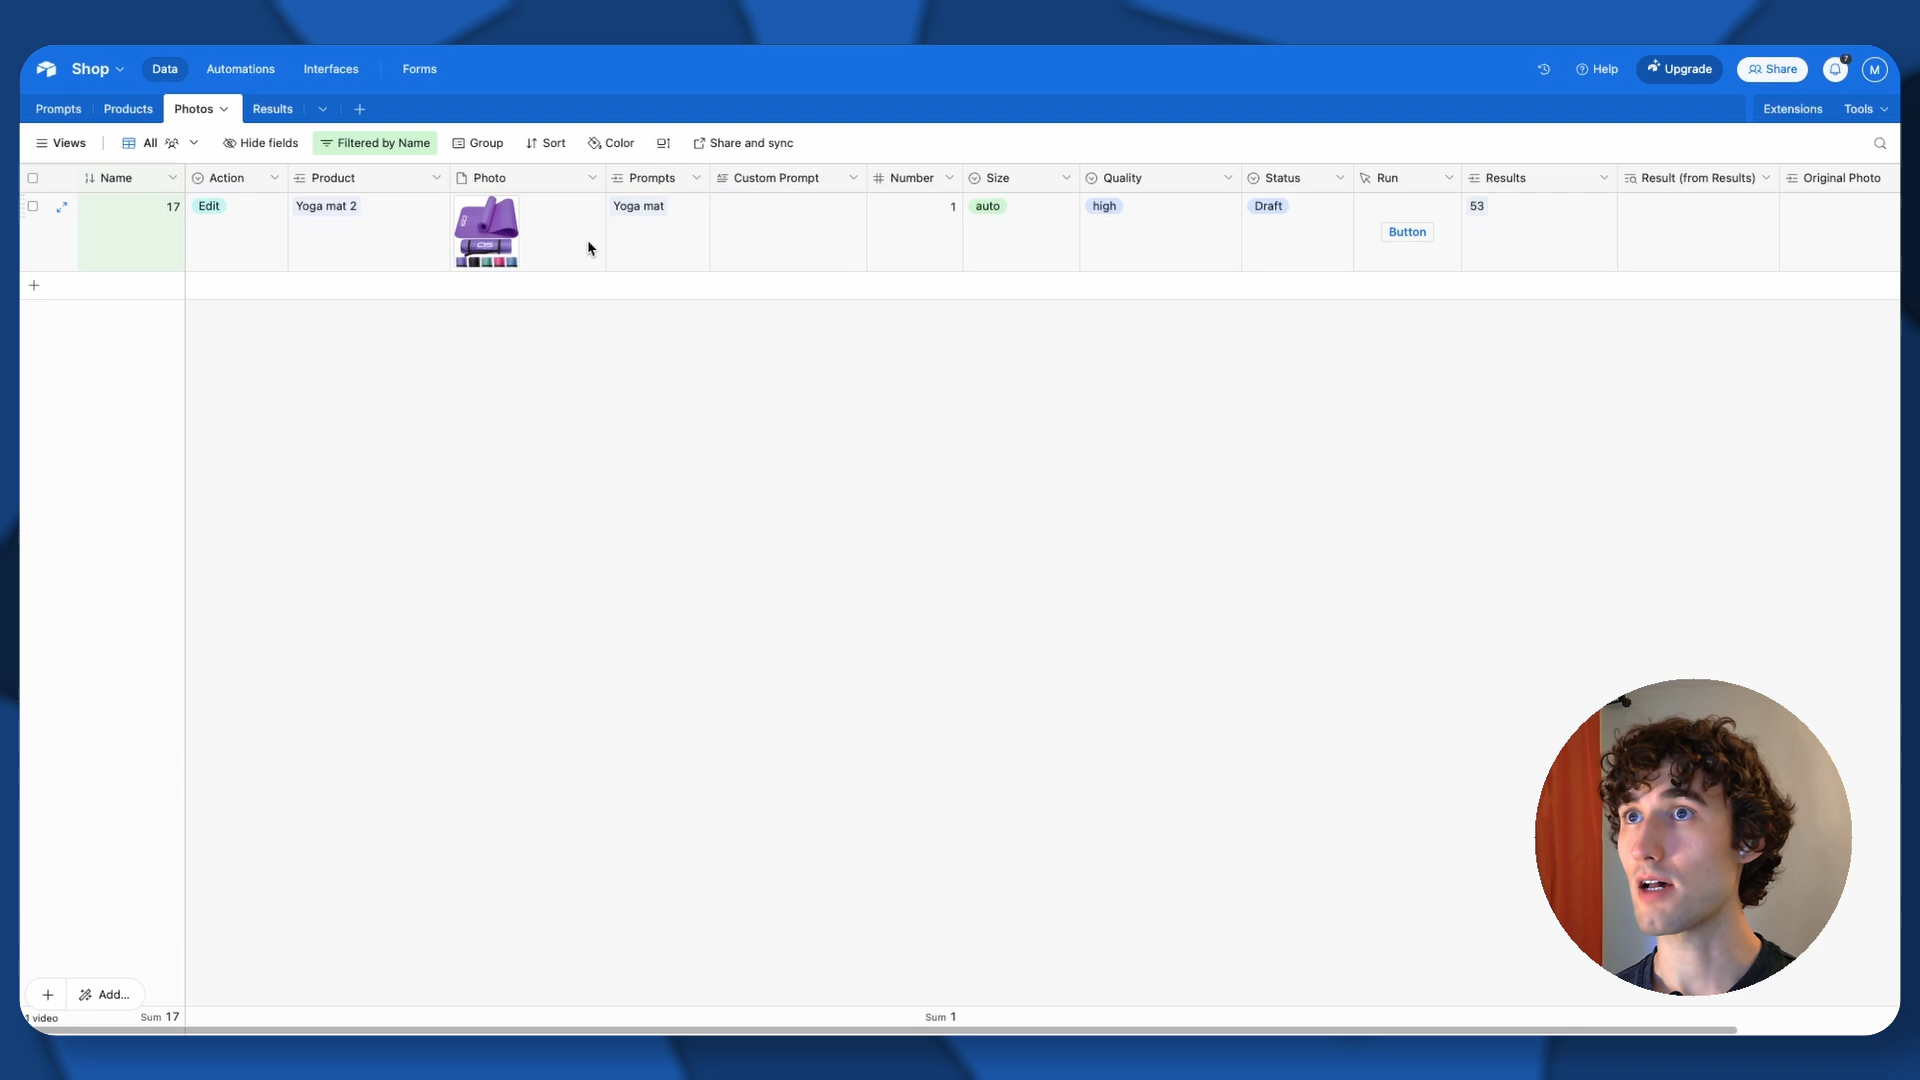 Shop Data Automations Interfaces Forms Help Upgrade Share 7 M
Prompts Products Photos Results Extensions Tools
Views All Hide fields Filtered by Name Group Sort Color Share and sync
Name Action Product Photo Prompts Custom Prompt Number Size Quality Status Run Results Result (from Results) Original Photo
17 Edit Yoga mat 2 Yoga mat 1 auto high Draft Button 53
Add...
1 video Sum 17 Sum 1